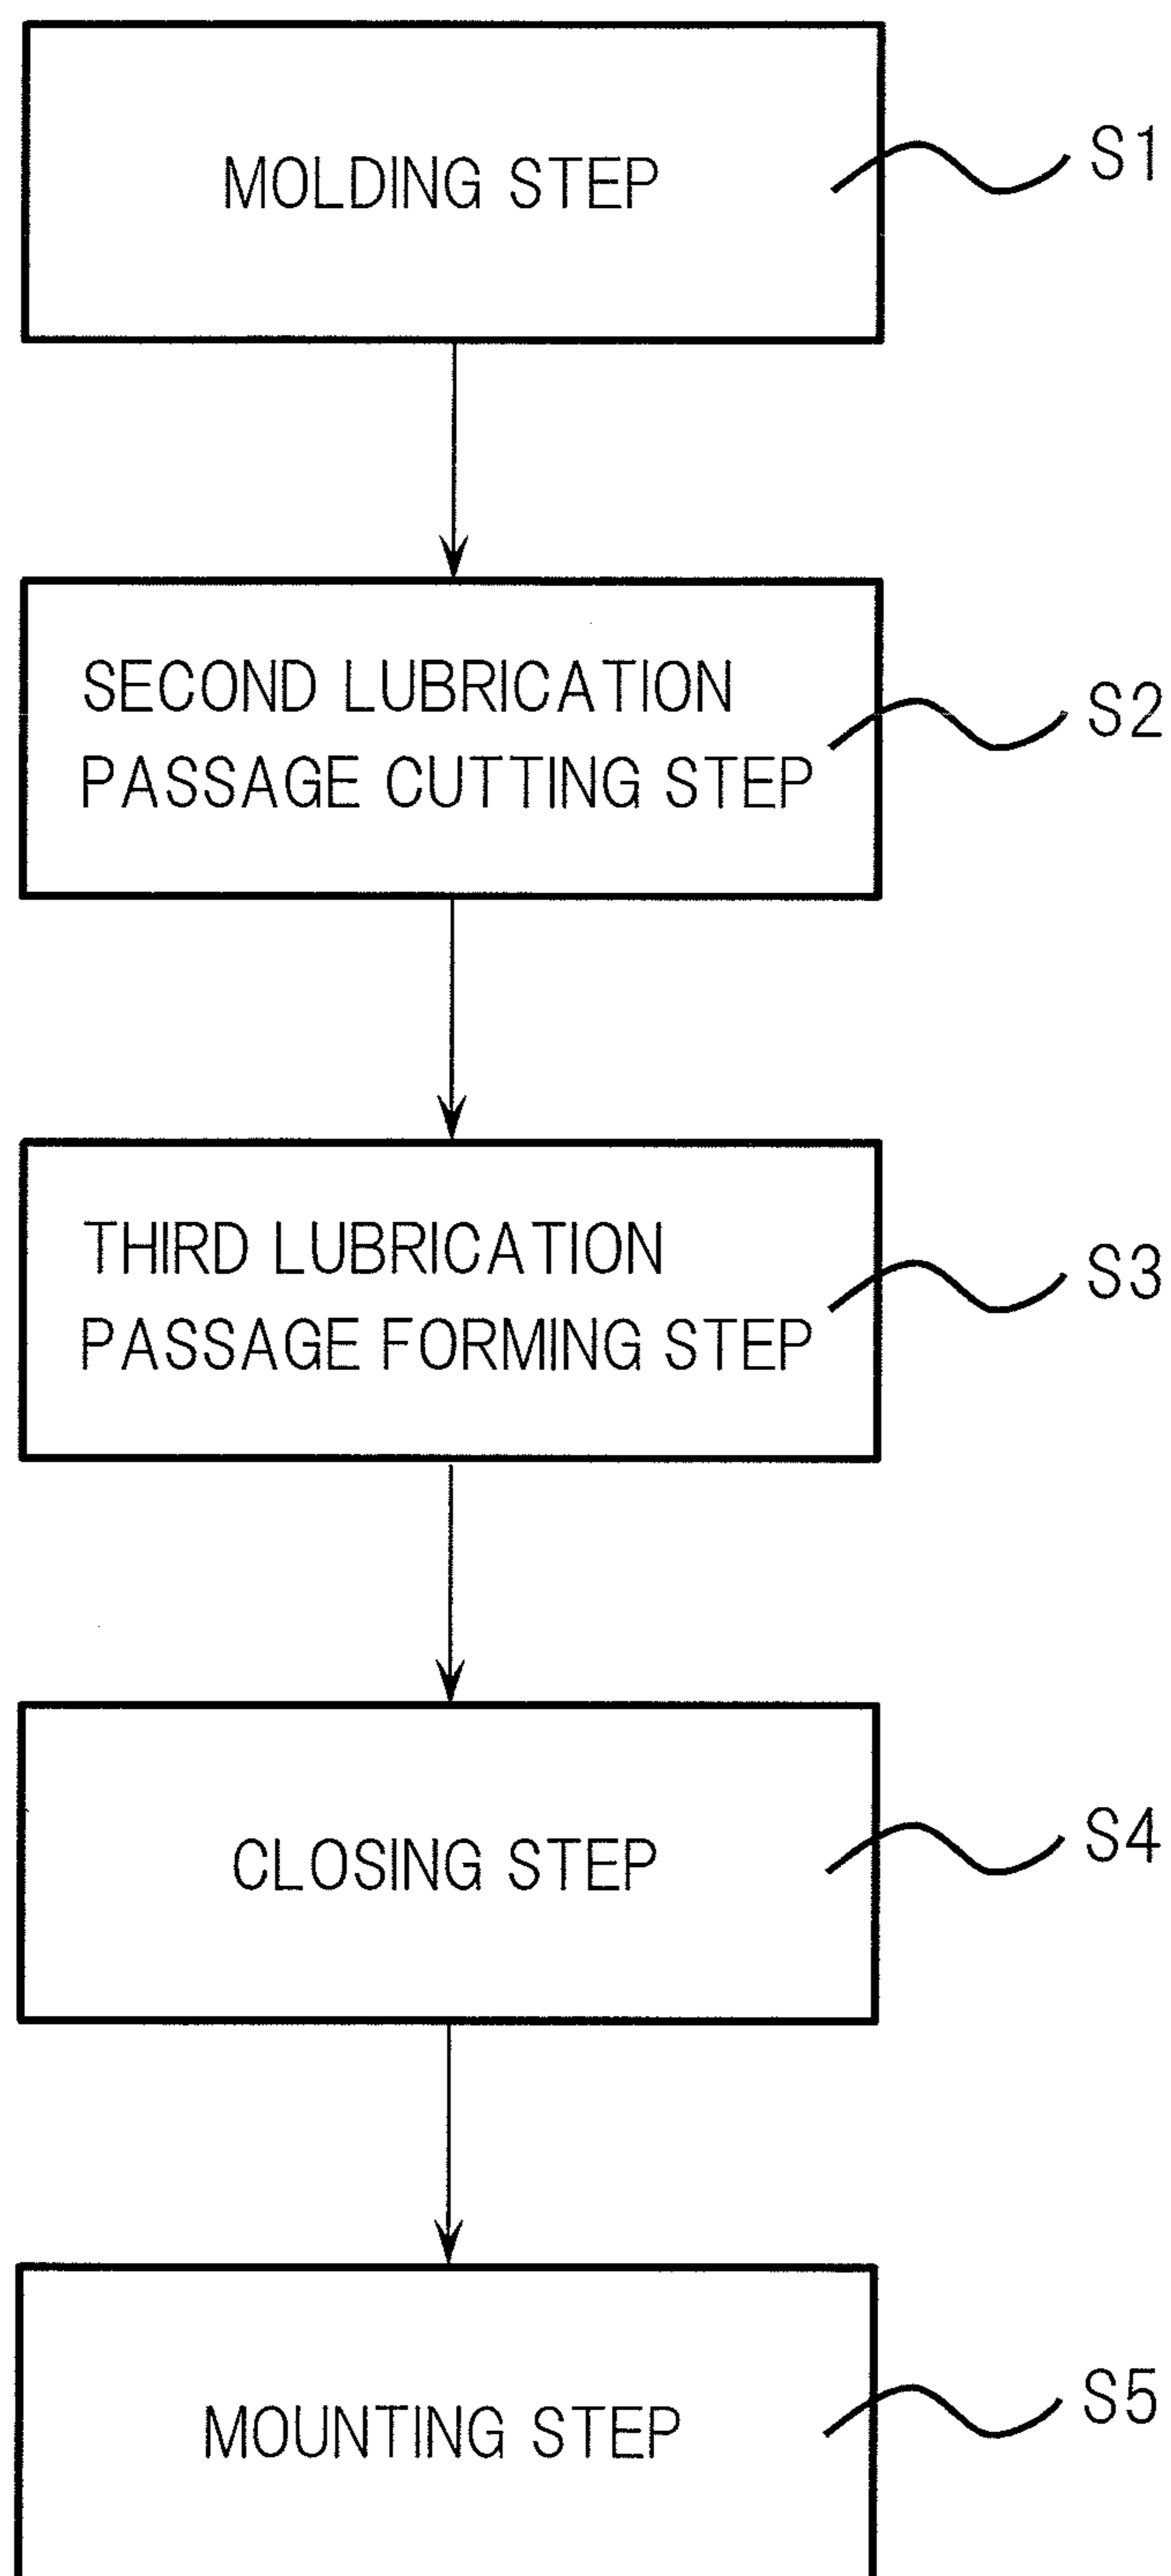 MOLDING STEP
S1
SECOND LUBRICATION
PASSAGE CUTTING STEP
S2
THIRD LUBRICATION
PASSAGE FORMING STEP
S3
CLOSING STEP
S4
MOUNTING STEP
S5